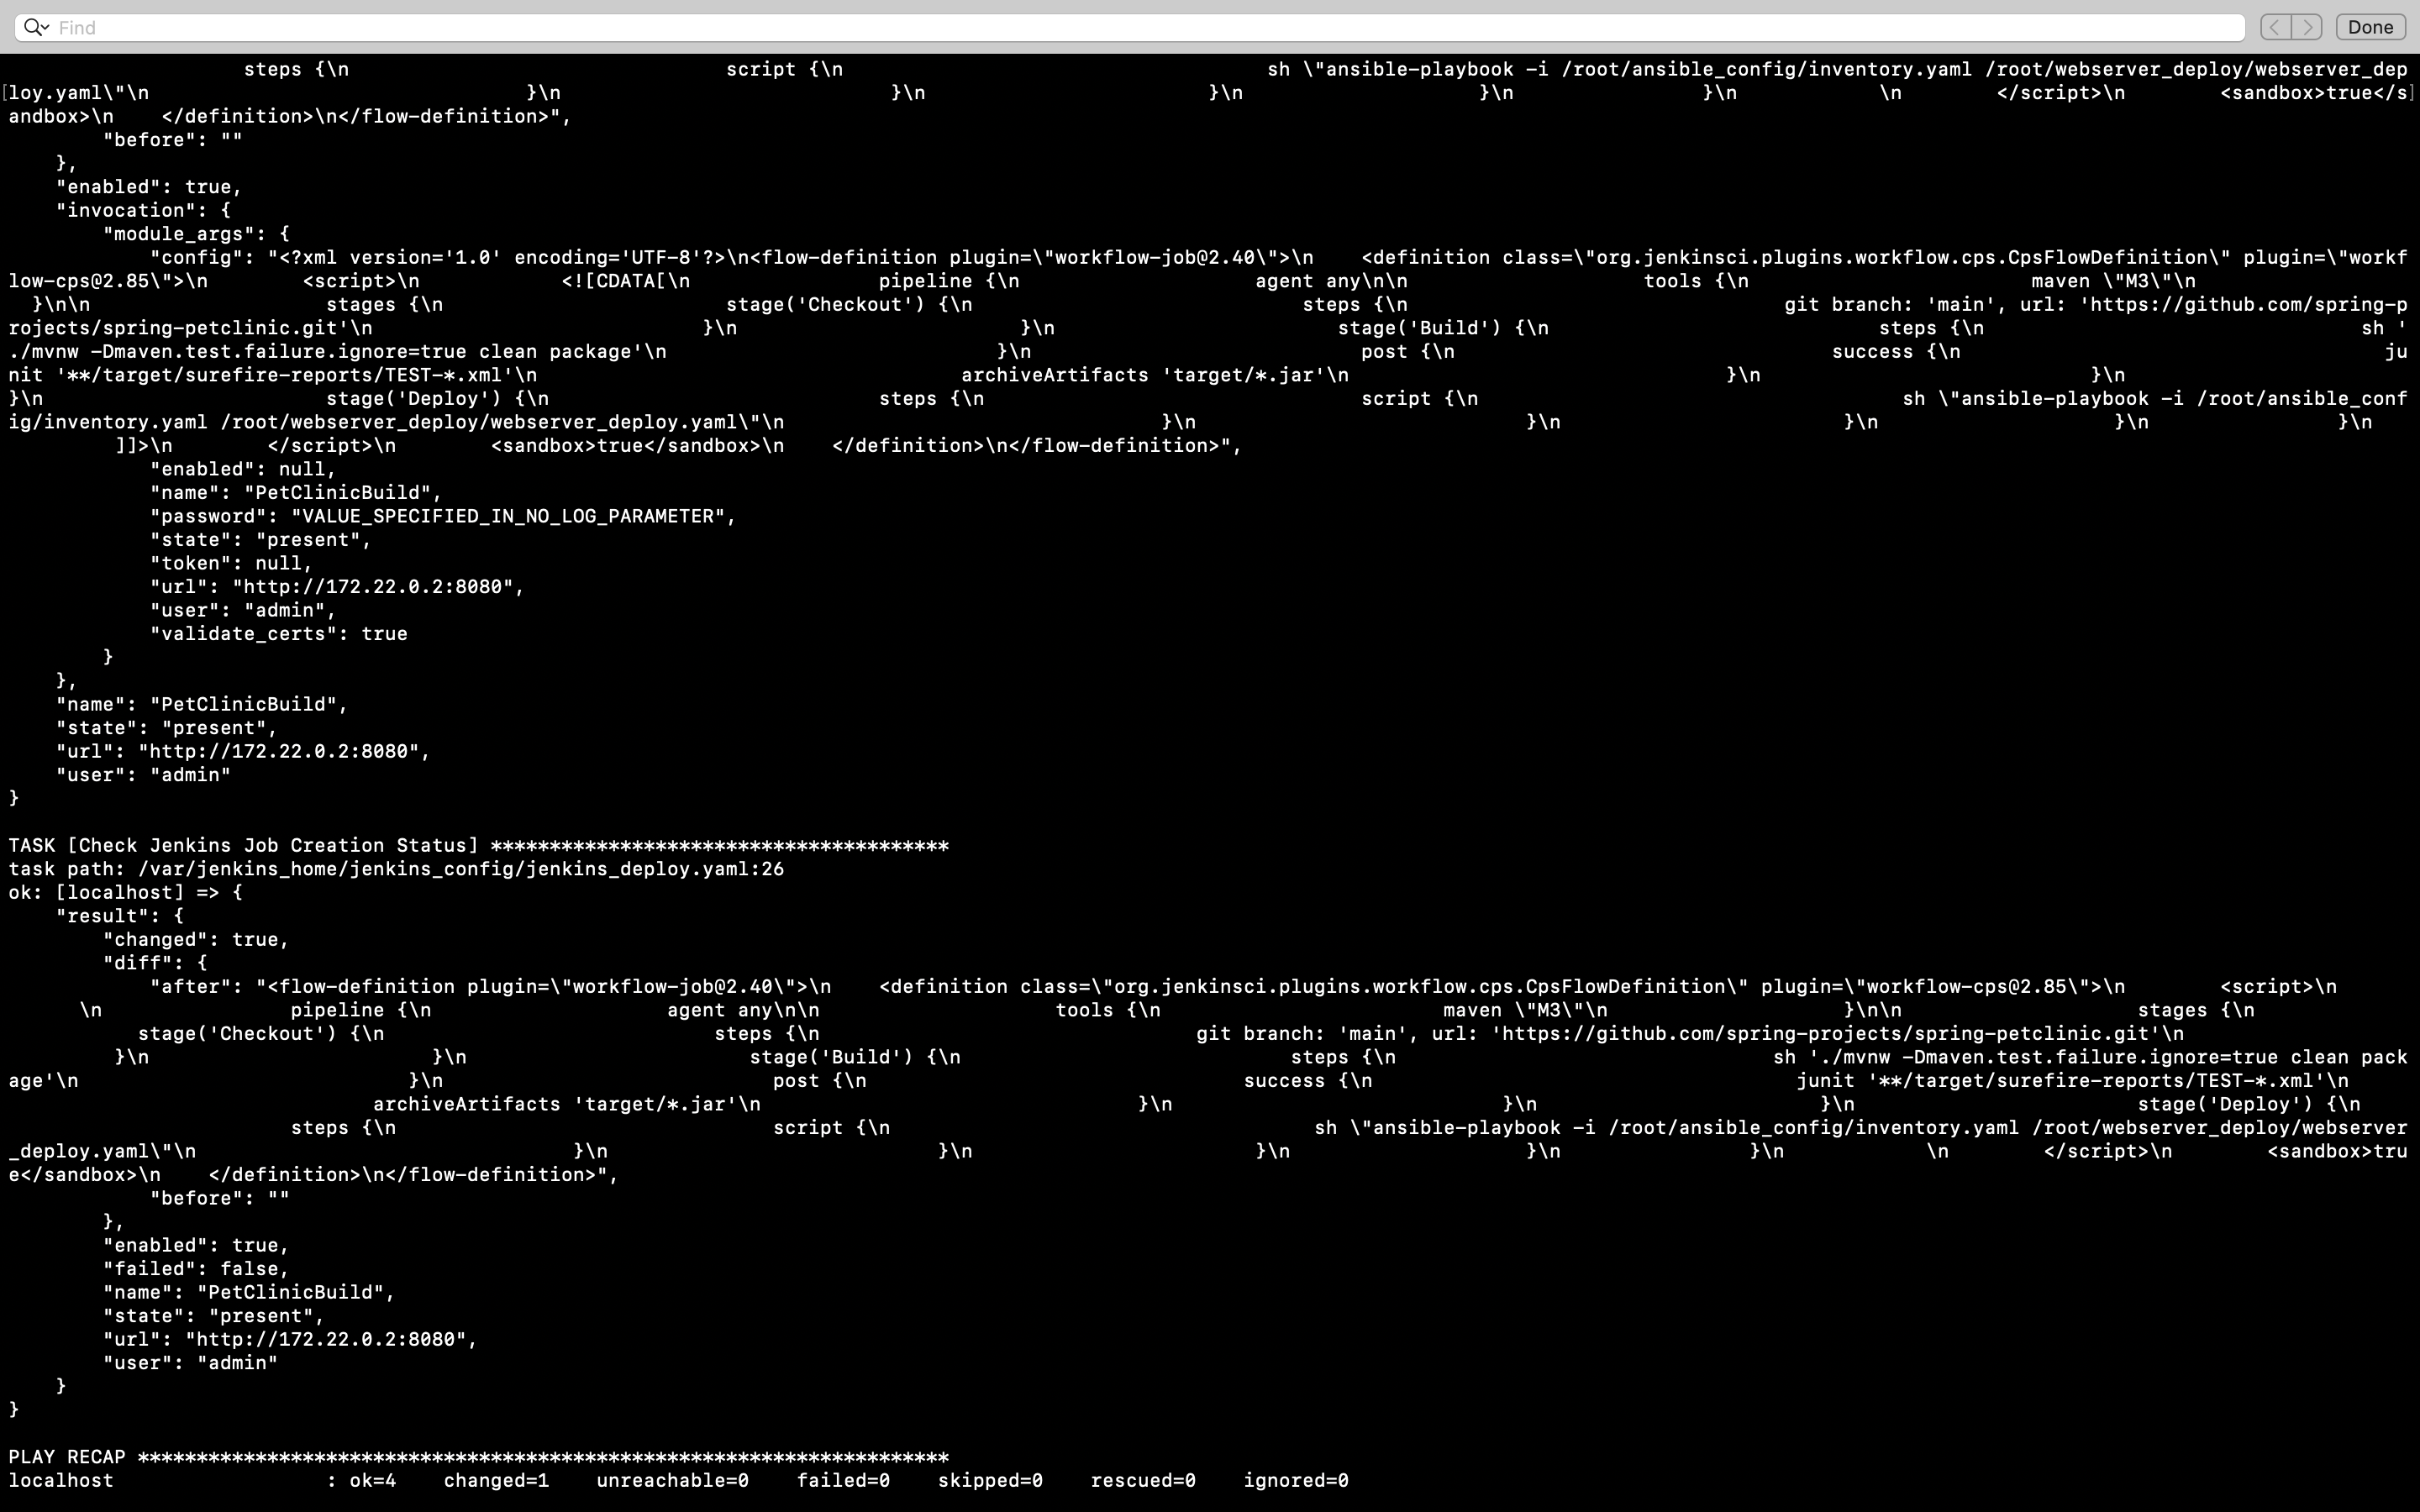 Find
Done
steps {\n script {\n sh \"ansible-playbook -i /root/ansible_config/inventory.yaml /root/webserver_deploy/webserver_dep
loy.yaml\"\n }\n }\n }\n }\n }\n \n </script>\n <sandbox>true</s
andbox>\n </definition>\n</flow-definition>",
"before": ""
},
"enabled": true,
"invocation": {
"module_args": {
"config": "<?xml version='1.0' encoding='UTF-8'?>\n<flow-definition plugin=\"workflow-job@2.40\">\n <definition class=\"org.jenkinsci.plugins.workflow.cps.CpsFlowDefinition\" plugin=\"workf
low-cps@2.85\">\n <script>\n <![CDATA[\n pipeline {\n agent any\n\n tools {\n maven \"M3\"\n
}\n\n stages {\n stage('Checkout') {\n steps {\n git branch: 'main', url: 'https://github.com/spring-p
rojects/spring-petclinic.git'\n }\n }\n stage('Build') {\n steps {\n sh '
./mvnw -Dmaven.test.failure.ignore=true clean package'\n }\n post {\n success {\n ju
nit '**/target/surefire-reports/TEST-*.xml'\n archiveArtifacts 'target/*.jar'\n }\n }\n
}\n stage('Deploy') {\n steps {\n script {\n sh \"ansible-playbook -i /root/ansible_conf
ig/inventory.yaml /root/webserver_deploy/webserver_deploy.yaml\"\n }\n }\n }\n }\n }\n
]]>\n </script>\n <sandbox>true</sandbox>\n </definition>\n</flow-definition>",
"enabled": null,
"name": "PetClinicBuild",
"password": "VALUE_SPECIFIED_IN_NO_LOG_PARAMETER",
"state": "present",
"token": null,
"url": "http://172.22.0.2:8080",
"user": "admin",
"validate_certs": true
}
},
"name": "PetClinicBuild",
"state": "present",
"url": "http://172.22.0.2:8080",
"user": "admin"
}
TASK [Check Jenkins Job Creation Status] ***************************************
task path: /var/jenkins_home/jenkins_config/jenkins_deploy.yaml:26
ok: [localhost] => {
"result": {
"changed": true,
"diff": {
"after": "<flow-definition plugin=\"workflow-job@2.40\">\n <definition class=\"org.jenkinsci.plugins.workflow.cps.CpsFlowDefinition\" plugin=\"workflow-cps@2.85\">\n <script>\n
\n pipeline {\n agent any\n\n tools {\n maven \"M3\"\n }\n\n stages {\n
stage('Checkout') {\n steps {\n git branch: 'main', url: 'https://github.com/spring-projects/spring-petclinic.git'\n
}\n }\n stage('Build') {\n steps {\n sh './mvnw -Dmaven.test.failure.ignore=true clean pack
age'\n }\n post {\n success {\n junit '**/target/surefire-reports/TEST-*.xml'\n
archiveArtifacts 'target/*.jar'\n }\n }\n }\n stage('Deploy') {\n
steps {\n script {\n sh \"ansible-playbook -i /root/ansible_config/inventory.yaml /root/webserver_deploy/webserver
_deploy.yaml\"\n }\n }\n }\n }\n }\n \n </script>\n <sandbox>tru
e</sandbox>\n </definition>\n</flow-definition>",
"before": ""
},
"enabled": true,
"failed": false,
"name": "PetClinicBuild",
"state": "present",
"url": "http://172.22.0.2:8080",
"user": "admin"
}
}
PLAY RECAP *********************************************************************
localhost : ok=4 changed=1 unreachable=0 failed=0 skipped=0 rescued=0 ignored=0